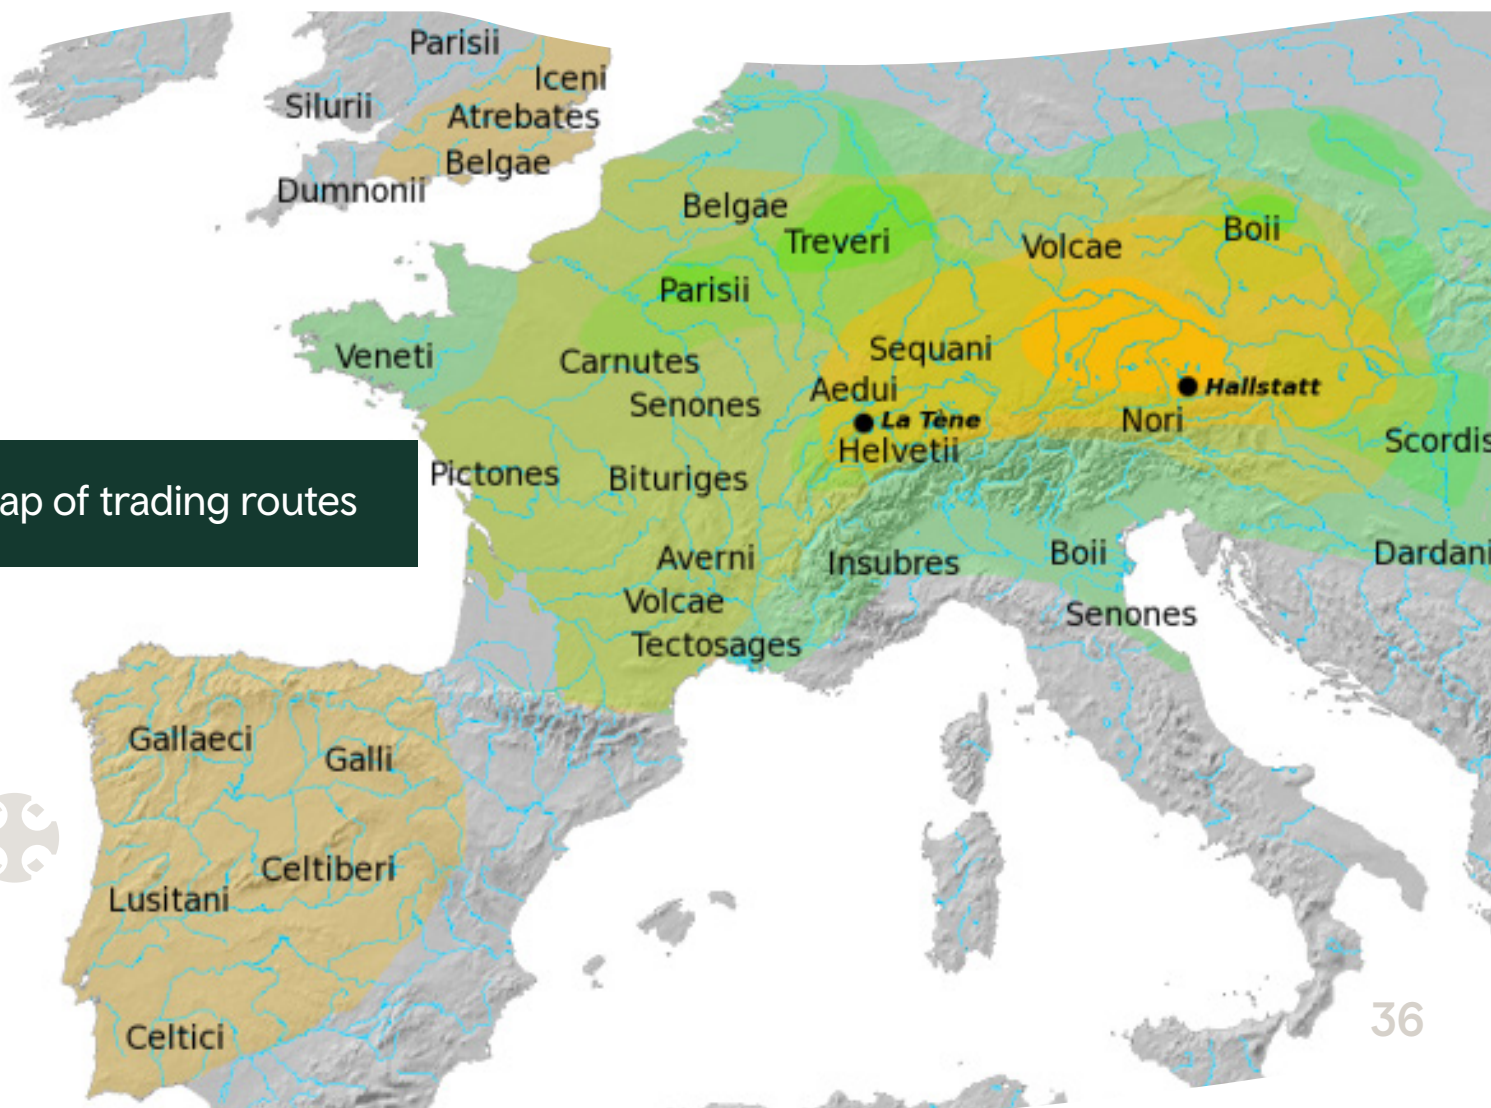 Parisii
Iceni
Silurii
Atrebates
Belgae
Dumnonii
Belgae
Treveri
Volcae
Boii
Parisii
Veneti
Carnutes
Sequani
Aedui
Hallstatt
Senones
La Tène
Nori
Helvetii
Scordis
Pictones
Bituriges
ap of trading routes
Averni
Insubres
Boii
Dardani
Volcae
Tectosages
Senones
Gallaeci
Galli
Celtiberi
Lusitani
Celtici
36